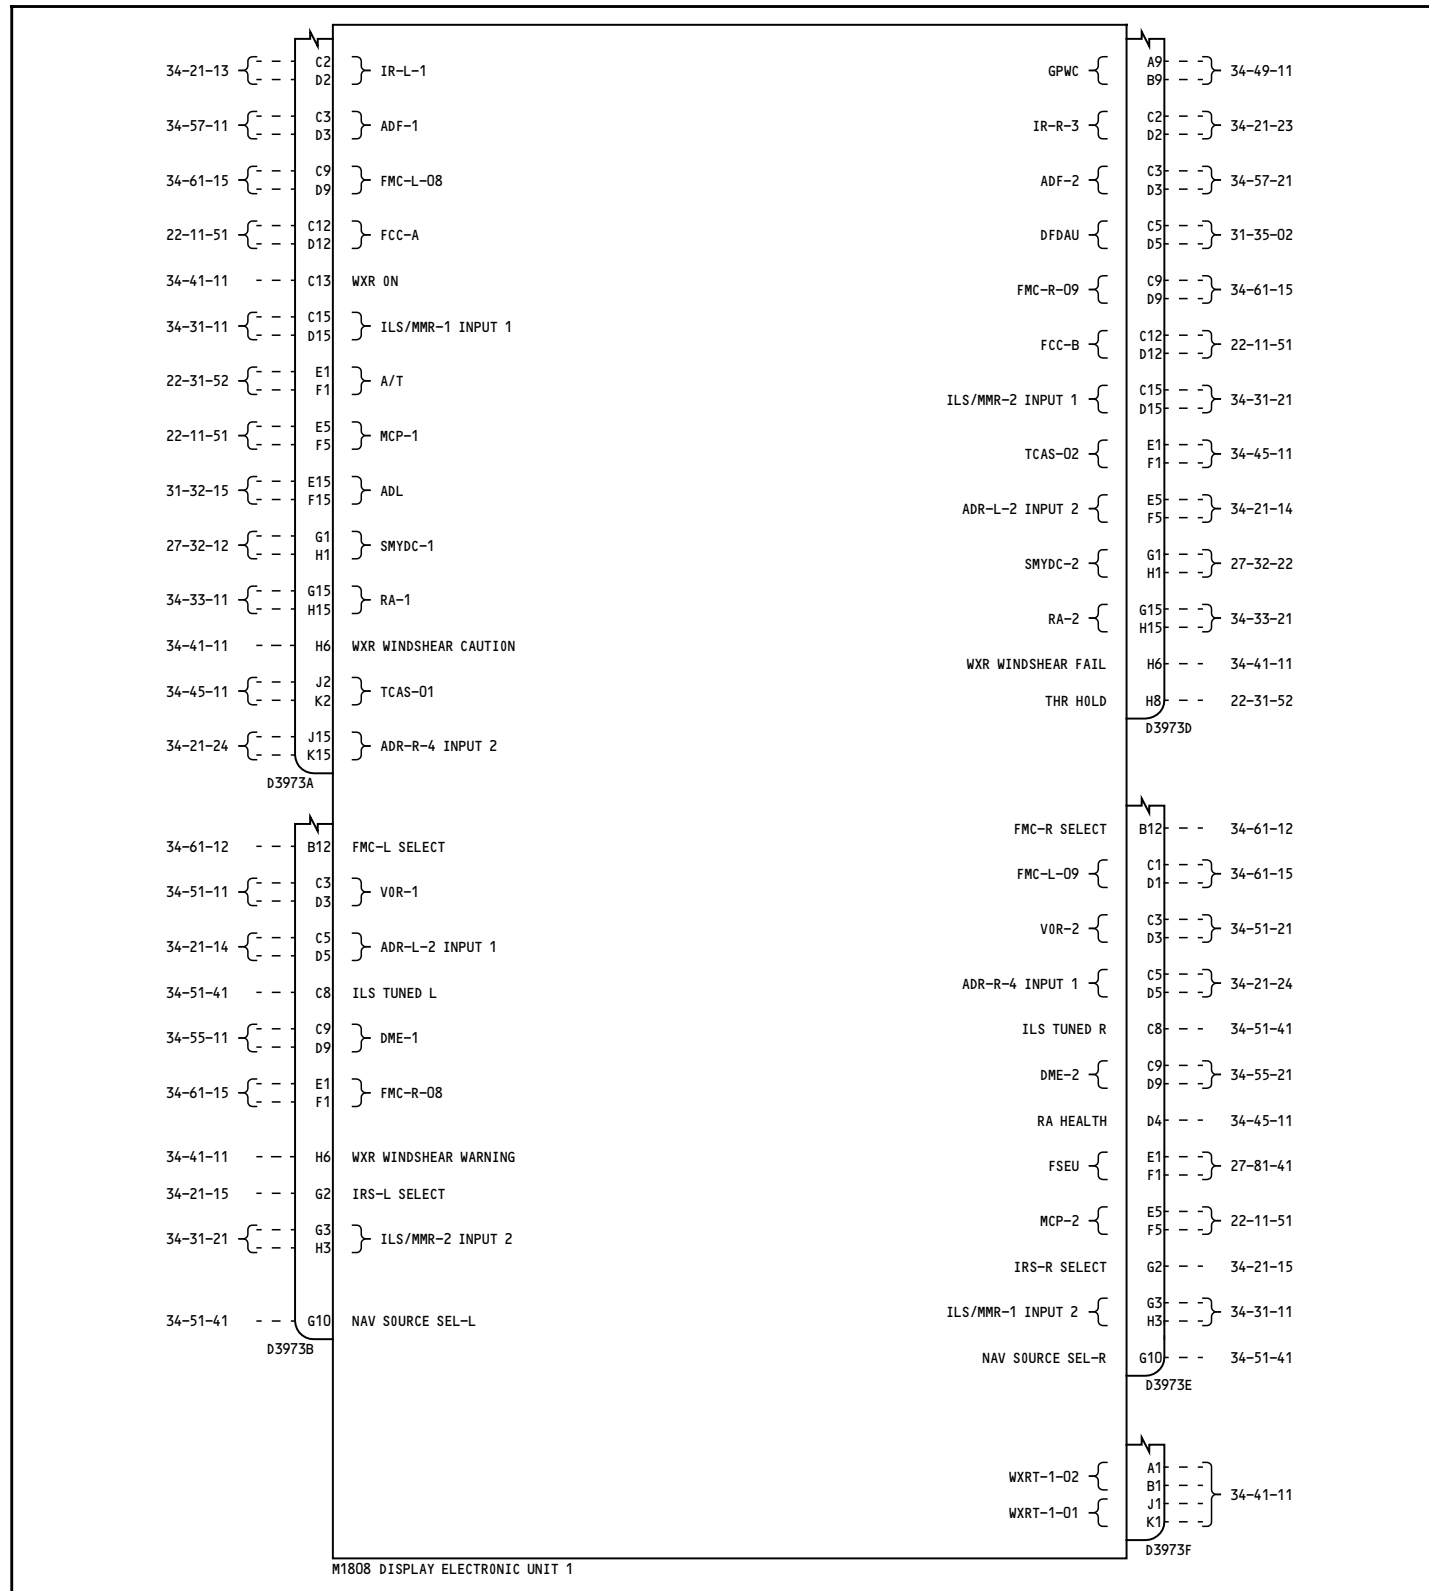 34-21-13 C2 D2 IR-L-1
34-57-11 C3 D3 ADF-1
34-61-15 C9 D9 FMC-L-08
22-11-51 C12 D12 FCC-A
34-41-11 C13 WXR ON
34-31-11 C15 D15 ILS/MMR-1 INPUT 1
22-31-52 E1 F1 A/T
22-11-51 E5 F5 MCP-1
31-32-15 E15 F15 ADL
27-32-12 G1 H1 SMYDC-1
34-33-11 G15 H15 RA-1
34-41-11 H6 WXR WINDSHEAR CAUTION
34-45-11 J2 K2 TCAS-01
34-21-24 J15 K15 ADR-R-4 INPUT 2
D3973A
34-61-12 B12 FMC-L SELECT
34-51-11 C3 D3 VOR-1
34-21-14 C5 D5 ADR-L-2 INPUT 1
34-51-41 C8 ILS TUNED L
34-55-11 C9 D9 DME-1
34-61-15 E1 F1 FMC-R-08
34-41-11 H6 WXR WINDSHEAR WARNING
34-21-15 G2 IRS-L SELECT
34-31-21 G3 H3 ILS/MMR-2 INPUT 2
34-51-41 G10 NAV SOURCE SEL-L
D3973B
GPWC A9 B9 34-49-11
IR-R-3 C2 D2 34-21-23
ADF-2 C3 D3 34-57-21
DFDAU C5 D5 31-35-02
FMC-R-09 C9 D9 34-61-15
FCC-B C12 D12 22-11-51
ILS/MMR-2 INPUT 1 C15 D15 34-31-21
TCAS-02 E1 F1 34-45-11
ADR-L-2 INPUT 2 E5 F5 34-21-14
SMYDC-2 G1 H1 27-32-22
RA-2 G15 H15 34-33-21
WXR WINDSHEAR FAIL H6 34-41-11
THR HOLD H8 22-31-52
D3973D
FMC-R SELECT B12 34-61-12
FMC-L-09 C1 D1 34-61-15
VOR-2 C3 D3 34-51-21
ADR-R-4 INPUT 1 C5 D5 34-21-24
ILS TUNED R C8 34-51-41
DME-2 C9 D9 34-55-21
RA HEALTH D4 34-45-11
FSEU E1 F1 27-81-41
MCP-2 E5 F5 22-11-51
IRS-R SELECT G2 34-21-15
ILS/MMR-1 INPUT 2 G3 H3 34-31-11
NAV SOURCE SEL-R G10 34-51-41
D3973E
WXRT-1-02 A1 B1
WXRT-1-01 J1 K1
34-41-11
D3973F
M1808 DISPLAY ELECTRONIC UNIT 1